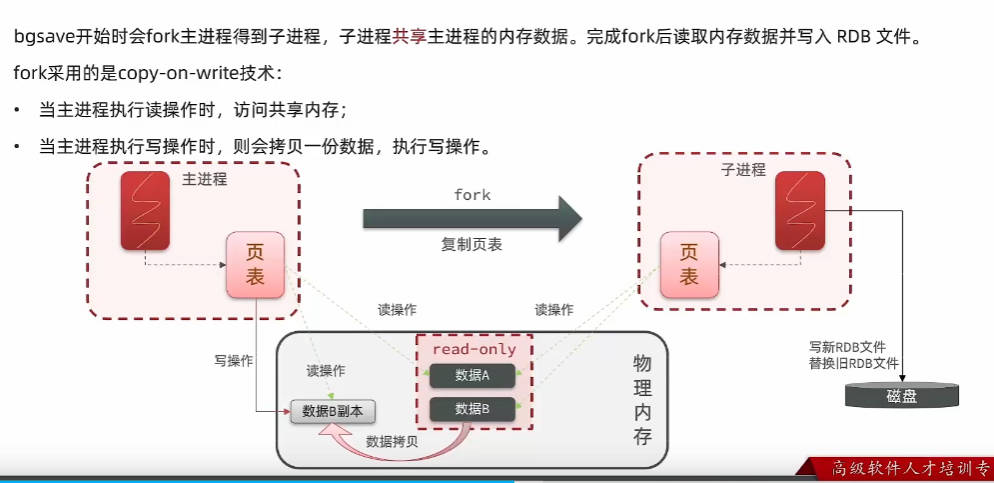 bgsave开始时会fork主进程得到子进程，子进程共享主进程的内存数据。完成fork后读取内存数据并写入 RDB 文件。
fork采用的是copy-on-write技术：
• 当主进程执行读操作时，访问共享内存；
• 当主进程执行写操作时，则会拷贝一份数据，执行写操作。
主进程
页
表
fork
复制页表
子进程
页
表
读操作
读操作
写操作
读操作
read-only
数据A
数据B
数据B副本
数据拷贝
物
理
内
存
写新RDB文件
替换旧RDB文件
磁盘
高级软件人才培训专